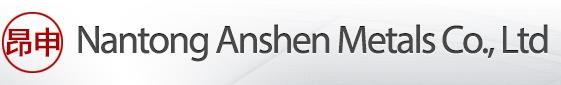 昂申 Nantong Anshen Metals Co., Ltd